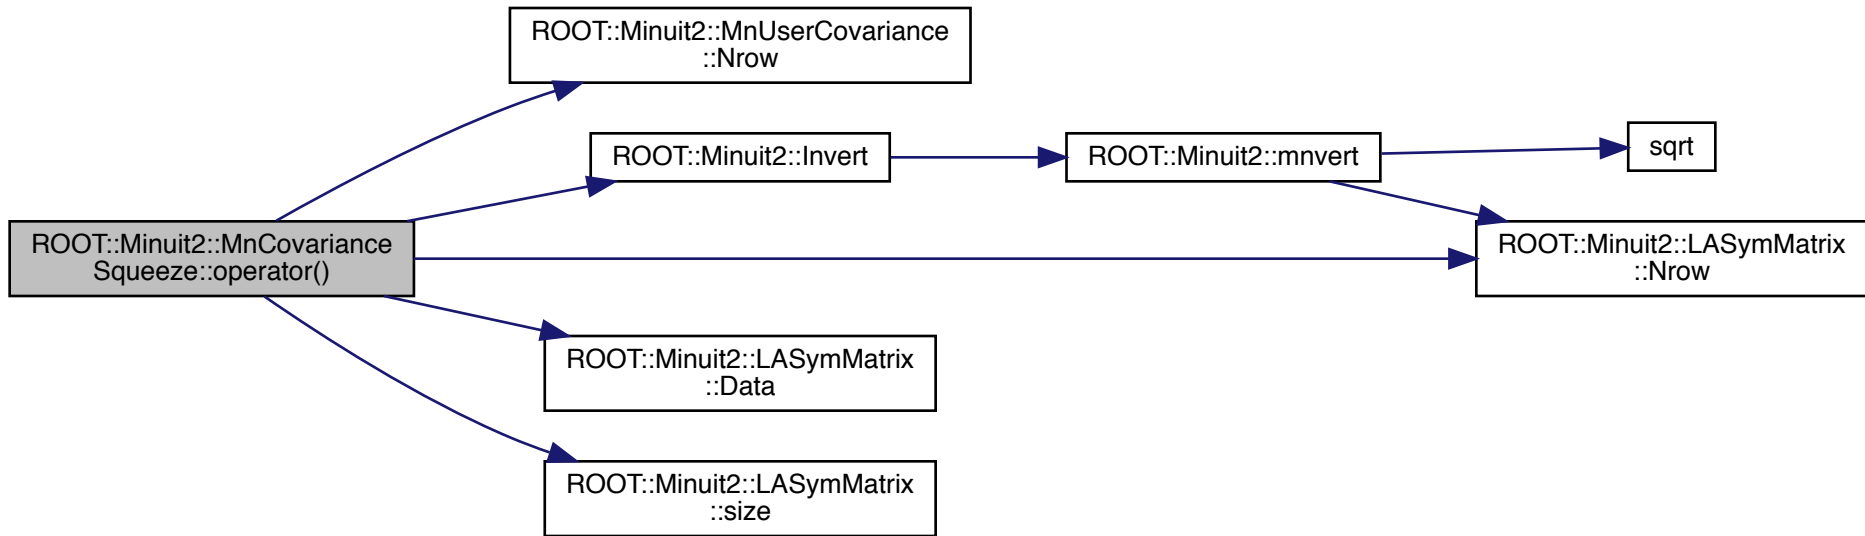 ROOT::Minuit2::MnUserCovariance
::Nrow
ROOT::Minuit2::Invert
ROOT::Minuit2::mnvert
sqrt
ROOT::Minuit2::MnCovariance
Squeeze::operator()
ROOT::Minuit2::LASymMatrix
::Nrow
ROOT::Minuit2::LASymMatrix
::Data
ROOT::Minuit2::LASymMatrix
::size